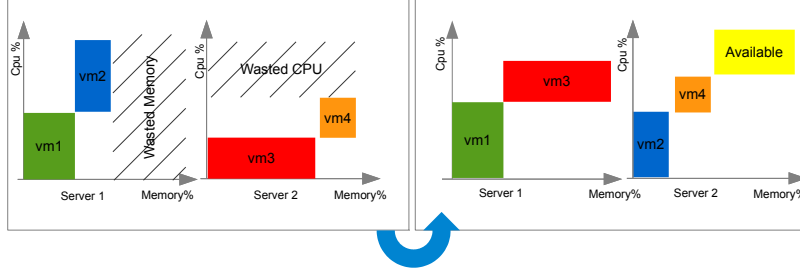 Cpu %
vm1
vm2
Wasted Memory
Server 1
Memory%
Cpu %
Wasted CPU
vm3
vm4
Server 2
Memory%
Cpu %
vm1
vm3
Server 1
Memory%
Cpu %
vm2
vm4
Available
Server 2
Memory%